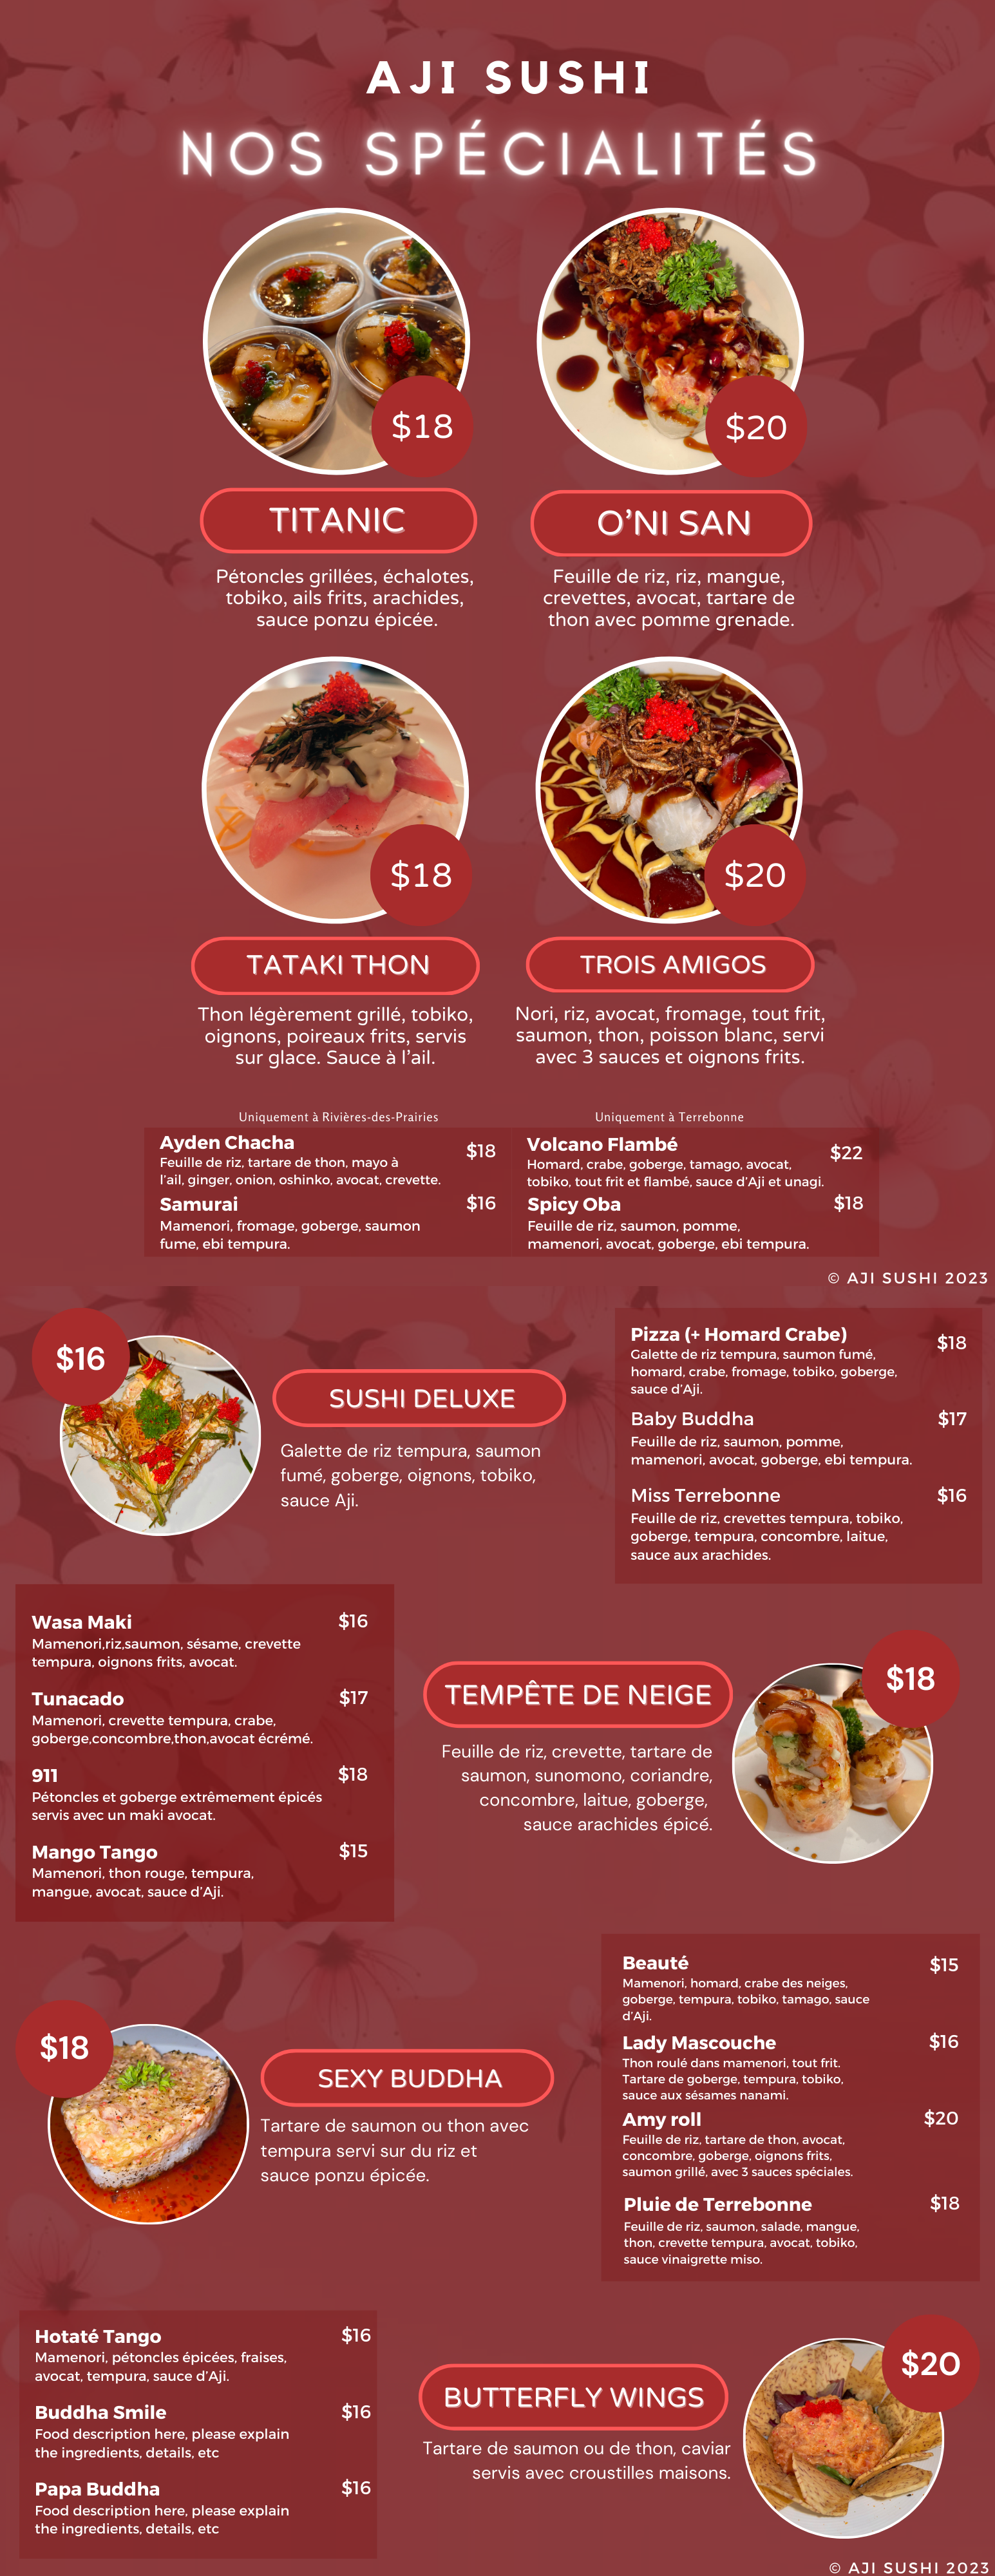 AJI SUSHI
NOS SPÉCIALITÉS
$18
$20
TITANIC
Pétoncles grillées, échalotes,
tobiko, ails frits, arachides,
sauce ponzu épicée.
O'NI SAN
Feuille de riz, riz, mangue,
crevettes, avocat, tartare de
thon avec pomme grenade.
$18
$20
TATAKI THON
Thon légèrement grillé, tobiko,
oignons, poireaux frits, servis
sur glace. Sauce à l'ail.
TROIS AMIGOS
Nori, riz, avocat, fromage, tout frit,
saumon, thon, poisson blanc, servi
avec 3 sauces et oignons frits.
Uniquement à Rivières-des-Prairies
Ayden Chacha $18
Feuille de riz, tartare de thon, mayo à
l'ail, ginger, onion, oshinko, avocat, crevette.
Samurai $16
Mamenori, fromage, goberge, saumon
fume, ebi tempura.
Uniquement à Terrebonne
Volcano Flambé $22
Homard, crabe, goberge, tamago, avocat,
tobiko, tout frit et flambé, sauce d'Aji et unagi.
Spicy Oba $18
Feuille de riz, saumon, pomme,
mamenori, avocat, goberge, ebi tempura.
© AJI SUSHI 2023
$16
SUSHI DELUXE
Galette de riz tempura, saumon
fumé, goberge, oignons, tobiko,
sauce Aji.
Pizza (+ Homard Crabe) $18
Galette de riz tempura, saumon fumé,
homard, crabe, fromage, tobiko, goberge,
sauce d'Aji.
Baby Buddha $17
Feuille de riz, saumon, pomme,
mamenori, avocat, goberge, ebi tempura.
Miss Terrebonne $16
Feuille de riz, crevettes tempura, tobiko,
goberge, tempura, concombre, laitue,
sauce aux arachides.
Wasa Maki $16
Mamenori,riz,saumon, sésame, crevette
tempura, oignons frits, avocat.
Tunacado $17
Mamenori, crevette tempura, crabe,
goberge,concombre,thon,avocat écrémé.
911 $18
Pétoncles et goberge extrêmement épicés
servis avec un maki avocat.
Mango Tango $15
Mamenori, thon rouge, tempura,
mangue, avocat, sauce d'Aji.
$18
TEMPÊTE DE NEIGE
Feuille de riz, crevette, tartare de
saumon, sunomono, coriandre,
concombre, laitue, goberge,
sauce arachides épicé.
$18
SEXY BUDDHA
Tartare de saumon ou thon avec
tempura servi sur du riz et
sauce ponzu épicée.
Beauté $15
Mamenori, homard, crabe des neiges,
goberge, tempura, tobiko, tamago, sauce
d'Aji.
Lady Mascouche $16
Thon roulé dans mamenori, tout frit.
Tartare de goberge, tempura, tobiko,
sauce aux sésames nanami.
Amy roll $20
Feuille de riz, tartare de thon, avocat,
concombre, goberge, oignons frits,
saumon grillé, avec 3 sauces spéciales.
Pluie de Terrebonne $18
Feuille de riz, saumon, salade, mangue,
thon, crevette tempura, avocat, tobiko,
sauce vinaigrette miso.
Hotaté Tango $16
Mamenori, pétoncles épicées, fraises,
avocat, tempura, sauce d'Aji.
Buddha Smile $16
Food description here, please explain
the ingredients, details, etc
Papa Buddha $16
Food description here, please explain
the ingredients, details, etc
$20
BUTTERFLY WINGS
Tartare de saumon ou de thon, caviar
servis avec croustilles maisons.
© AJI SUSHI 2023